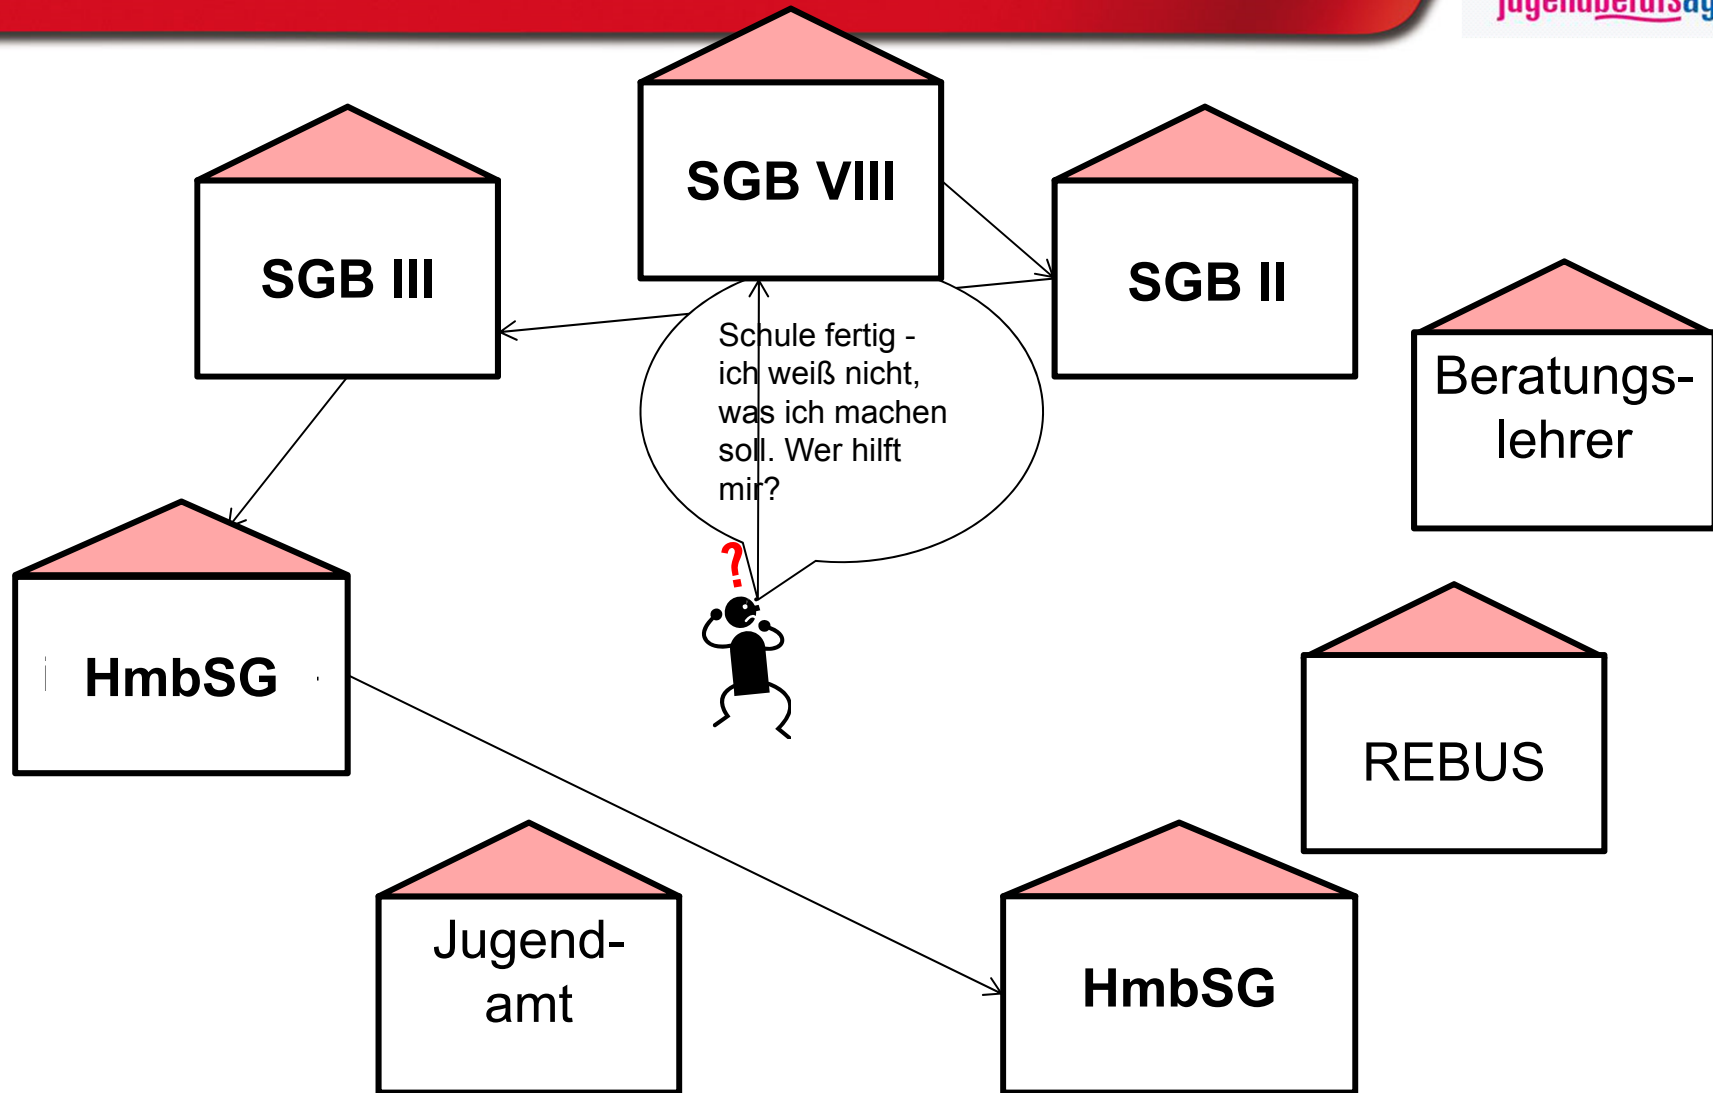 SGB VIII
SGB III
SGB II
Schule fertig -
ich weiß nicht,
was ich machen
soll. Wer hilft
mir?
Beratungs-
lehrer
?
HmbSG
REBUS
Jugend-
amt
HmbSG